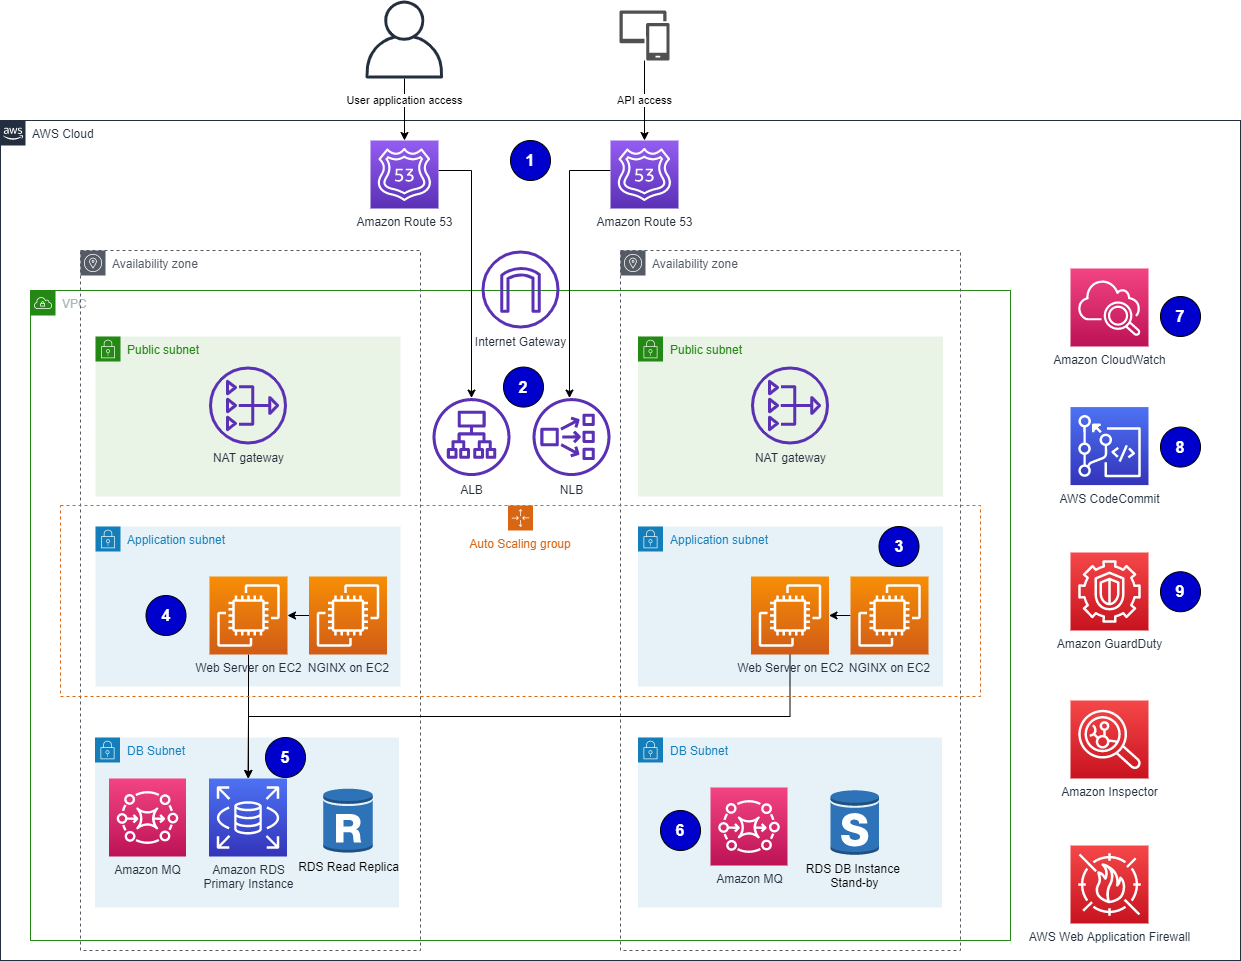 User application access
API access
aws
AWS Cloud
1
53
53
Amazon Route 53
Amazon Route 53
Availability zone
Availability zone
VPC
Internet Gateway
Public subnet
Public subnet
2
NAT gateway
NAT gateway
ALB
NLB
Auto Scaling group
Application subnet
Application subnet
3
4
Web Server on EC2
NGINX on EC2
Web Server on EC2
NGINX on EC2
DB Subnet
5
DB Subnet
R
6
S
Amazon MQ
Amazon RDS
Primary Instance
RDS Read Replica
Amazon MQ
RDS DB Instance
Stand-by
7
Amazon CloudWatch
</>
8
AWS CodeCommit
9
Amazon GuardDuty
Amazon Inspector
AWS Web Application Firewall